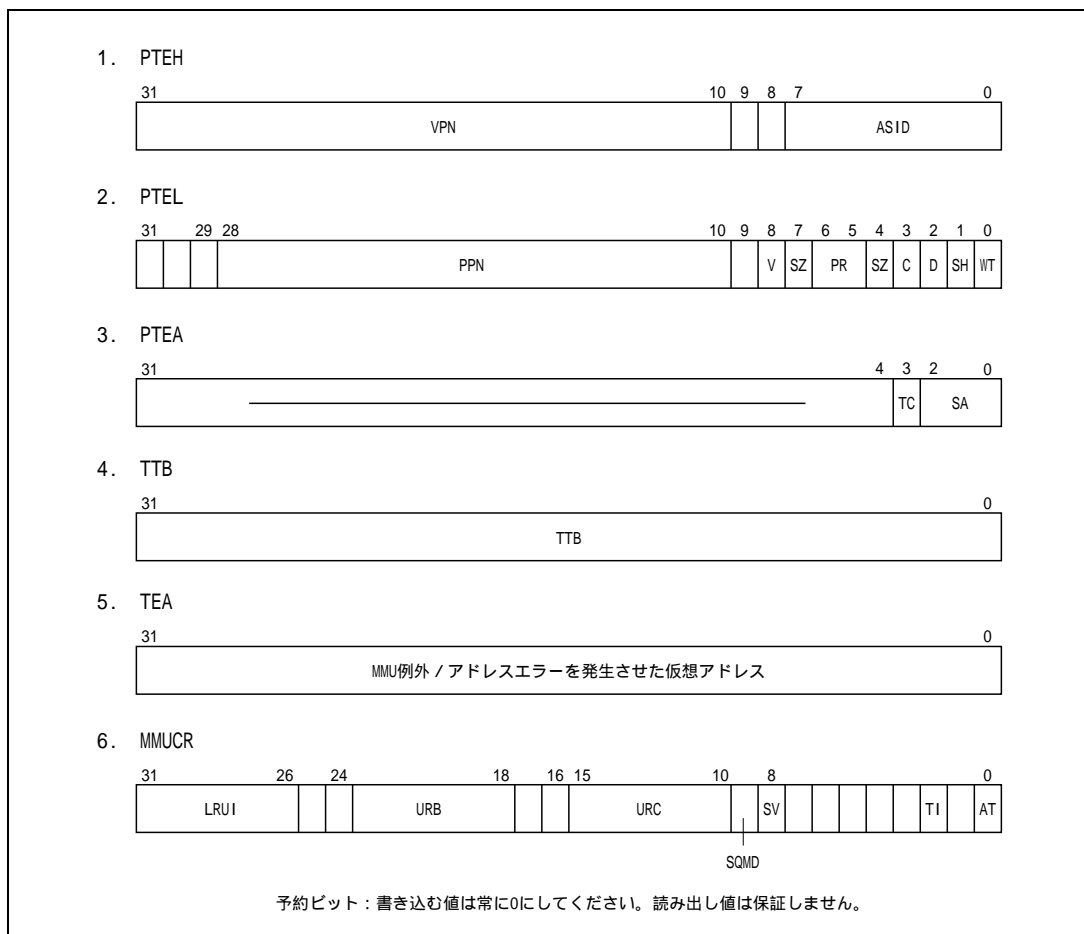 1. PTEH
31 10 9 8 7 0
VPN ASID
2. PTEL
31 29 28 10 9 8 7 6 5 4 3 2 1 0
PPN V SZ PR SZ C D SH WT
3. PTEA
31 4 3 2 0
TC SA
4. TTB
31 0
TTB
5. TEA
31 0
MMU例外／アドレスエラーを発生させた仮想アドレス
6. MMUCR
31 26 24 18 16 15 10 8 0
LRUI URB URC SV TI AT
SQMD
予約ビット：書き込む値は常に0にしてください。読み出し値は保証しません。